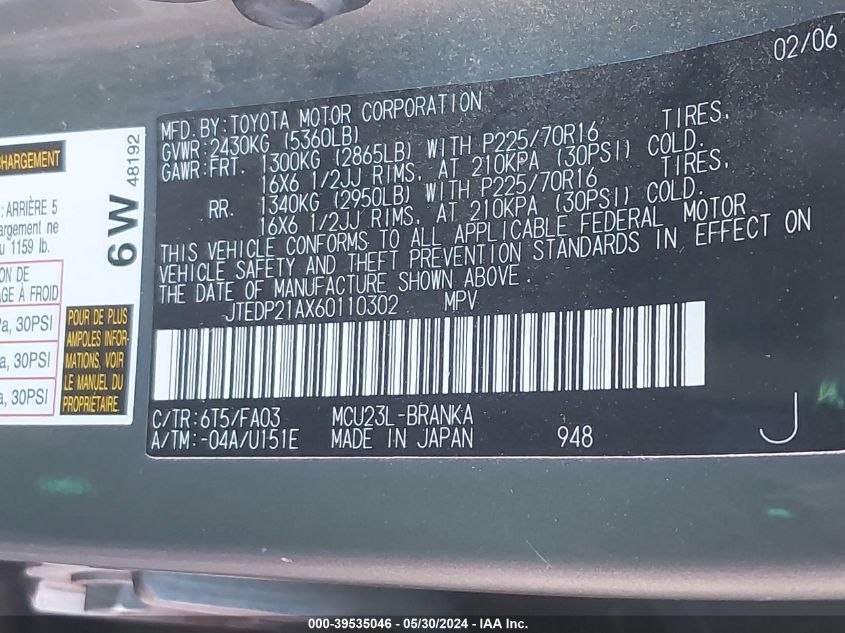 02/06
MFD. BY: TOYOTA MOTOR CORPORATION
GVWR: 2430KG (5360LB)
GAWR: FRT. 1300KG (2865LB) WITH P225/70R16 TIRES,
16X6 1/2JJ RIMS, AT 210KPA (30PSI) COLD.
RR. 1340KG (2950LB) WITH P225/70R16 TIRES,
16X6 1/2JJ RIMS, AT 210KPA (30PSI) COLD.
THIS VEHICLE CONFORMS TO ALL APPLICABLE FEDERAL MOTOR
VEHICLE SAFETY AND THEFT PREVENTION STANDARDS IN EFFECT ON
THE DATE OF MANUFACTURE SHOWN ABOVE.
JTEDP21AX60110302 MPV
C/TR: 6T5/FA03 MCU23L-BRANKA
A/TM: -04A/U151E MADE IN JAPAN 948 J
HARGEMENT
: ARRIÈRE 5
argement ne
u 1159 lb.
ON DE
AGE À FROID
Pa, 30PSI
a, 30PSI
a, 30PSI
POUR DE PLUS
AMPLES INFOR-
MATIONS, VOIR
LE MANUEL DU
PROPRIÉTAIRE.
6W 48192
000-39535046 - 05/30/2024 - IAA Inc.